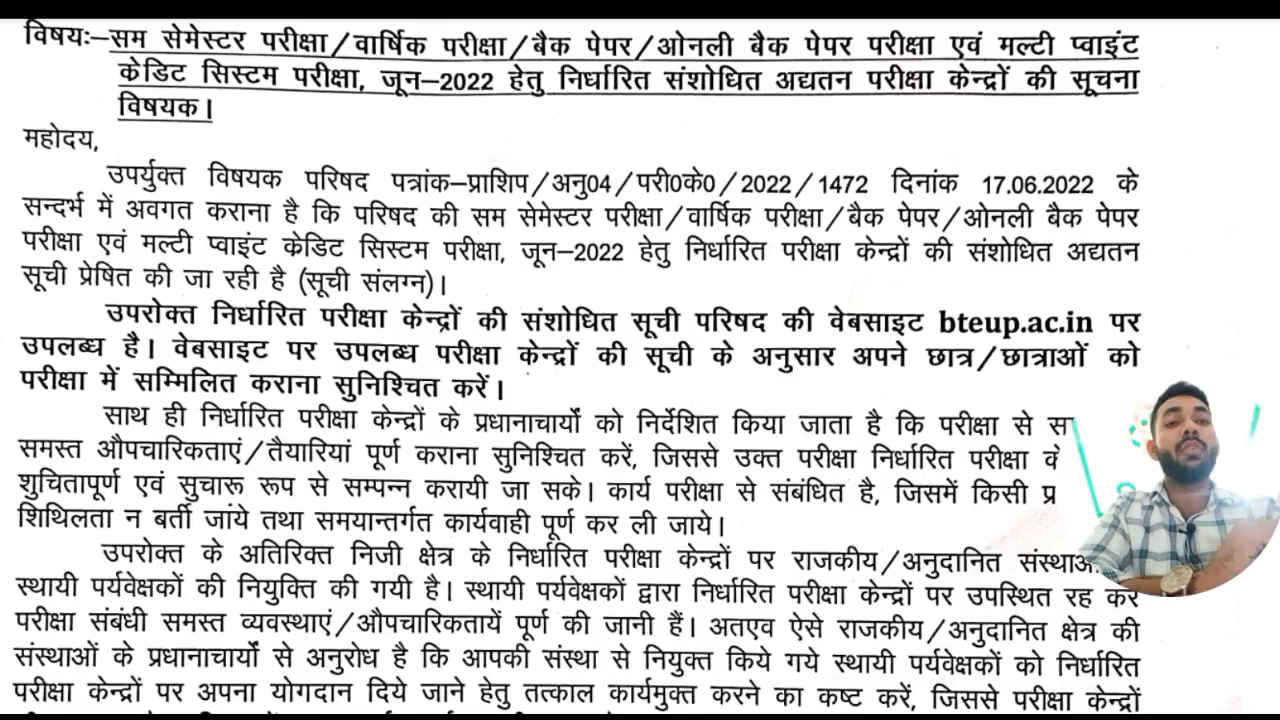 विषयः–सम सेमेस्टर परीक्षा/वार्षिक परीक्षा/बैक पेपर/ओनली बैक पेपर परीक्षा एवं मल्टी प्वाइंट
क्रेडिट सिस्टम परीक्षा, जून–2022 हेतु निर्धारित संशोधित अद्यतन परीक्षा केन्द्रों की सूचना
विषयक।
महोदय,
उपर्युक्त विषयक परिषद पत्रांक–प्राशिप/अनु04/परी0के0/2022/1472 दिनांक 17.06.2022 के
सन्दर्भ में अवगत कराना है कि परिषद की सम सेमेस्टर परीक्षा/वार्षिक परीक्षा/बैक पेपर/ओनली बैक पेपर
परीक्षा एवं मल्टी प्वाइंट क्रेडिट सिस्टम परीक्षा, जून–2022 हेतु निर्धारित परीक्षा केन्द्रों की संशोधित अद्यतन
सूची प्रेषित की जा रही है (सूची संलग्न)।
उपरोक्त निर्धारित परीक्षा केन्द्रों की संशोधित सूची परिषद की वेबसाइट bteup.ac.in पर
उपलब्ध है। वेबसाइट पर उपलब्ध परीक्षा केन्द्रों की सूची के अनुसार अपने छात्र/छात्राओं को
परीक्षा में सम्मिलित कराना सुनिश्चित करें।
साथ ही निर्धारित परीक्षा केन्द्रों के प्रधानाचार्यों को निर्देशित किया जाता है कि परीक्षा से
समस्त औपचारिकताएं/तैयारियां पूर्ण कराना सुनिश्चित करें, जिससे उक्त परीक्षा निर्धारित परीक्षा
शुचितापूर्ण एवं सुचारू रूप से सम्पन्न करायी जा सके। कार्य परीक्षा से संबंधित है, जिसमें किसी
शिथिलता न बर्ती जांये तथा समयान्तर्गत कार्यवाही पूर्ण कर ली जाये।
उपरोक्त के अतिरिक्त निजी क्षेत्र के निर्धारित परीक्षा केन्द्रों पर राजकीय/अनुदानित
स्थायी पर्यवेक्षकों की नियुक्ति की गयी है। स्थायी पर्यवेक्षकों द्वारा निर्धारित परीक्षा केन्द्रों पर उपस्थित रह कर
परीक्षा संबंधी समस्त व्यवस्थाएं/औपचारिकतायें पूर्ण की जानी हैं। अतएव ऐसे राजकीय/अनुदानित क्षेत्र की
संस्थाओं के प्रधानाचार्यों से अनुरोध है कि आपकी संस्था से नियुक्त किये गये स्थायी पर्यवेक्षकों को निर्धारित
परीक्षा केन्द्रों पर अपना योगदान दिये जाने हेतु तत्काल कार्यमुक्त करने का कष्ट करें, जिससे परीक्षा केन्द्रों